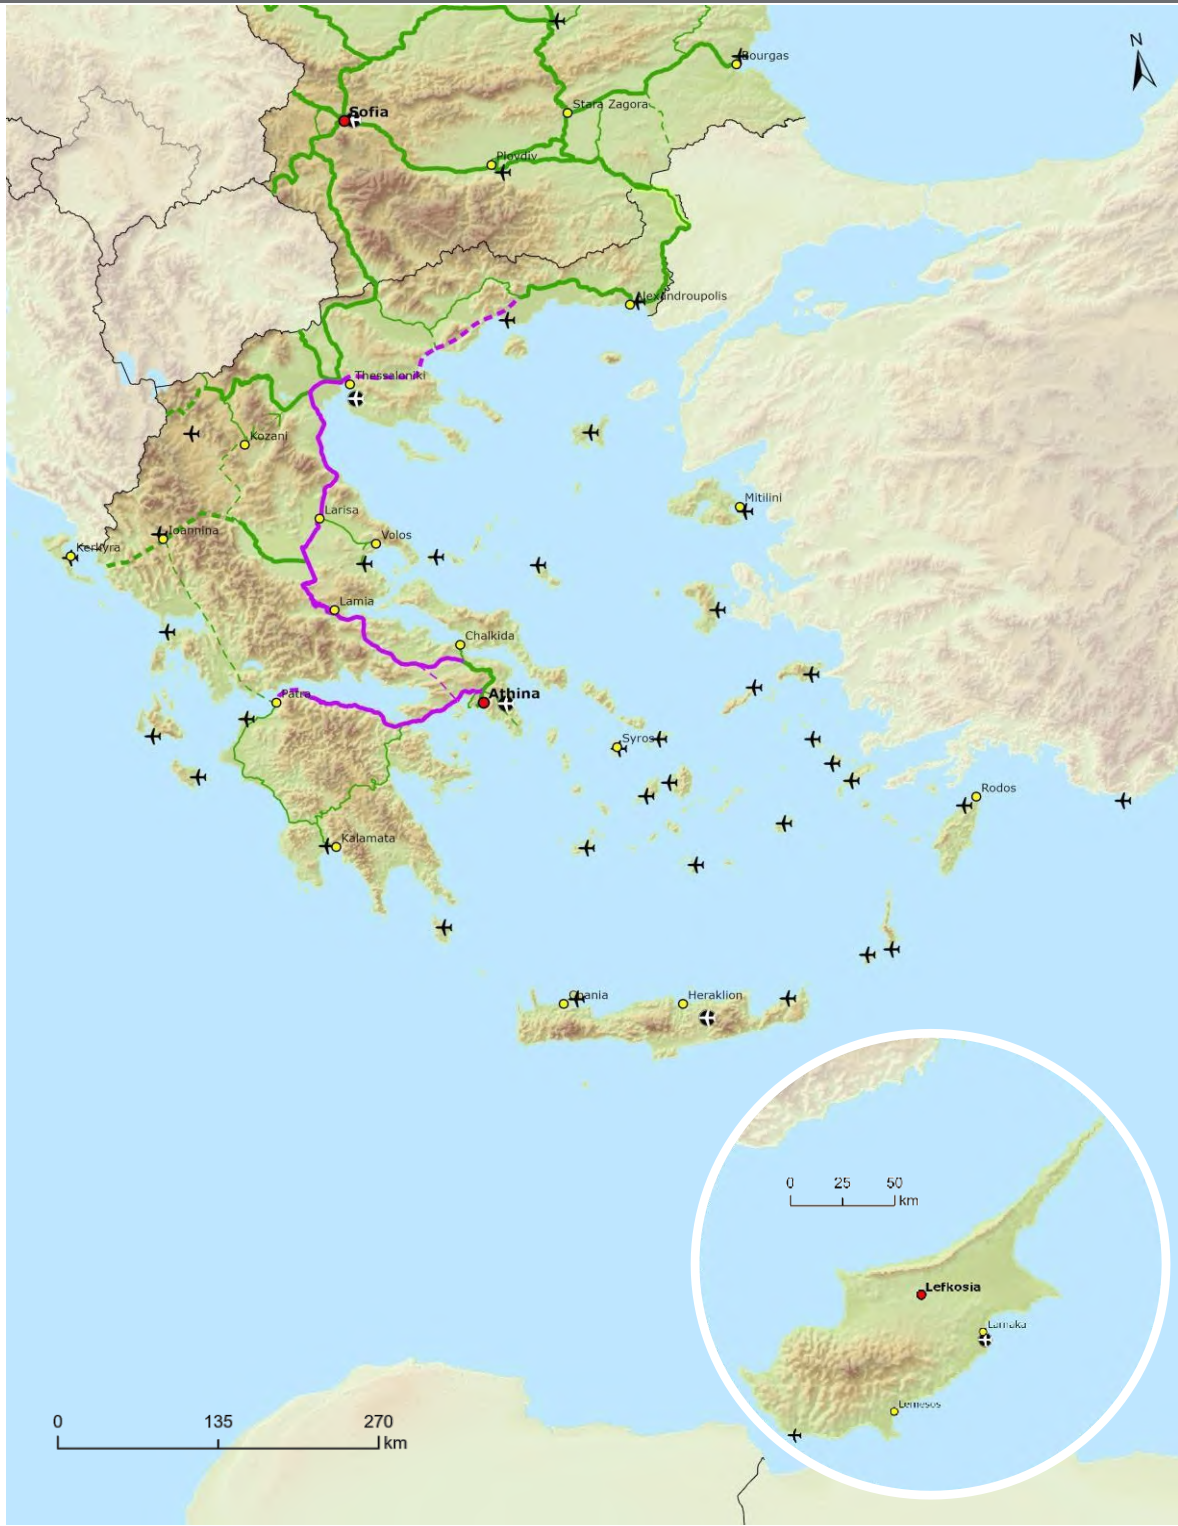 N
Bourgas
Stara Zagora
Sofia
Plovdiv
Alexandroupolis
Thessaloniki
Kozani
Mitilini
Larisa
Ioannina
Volos
Kerkyra
Lamia
Chalkida
Patra
Athina
Syros
Rodos
Kalamata
Chania
Heraklion
0 25 50
km
Lefkosia
Larnaka
Lemesos
0 135 270
km